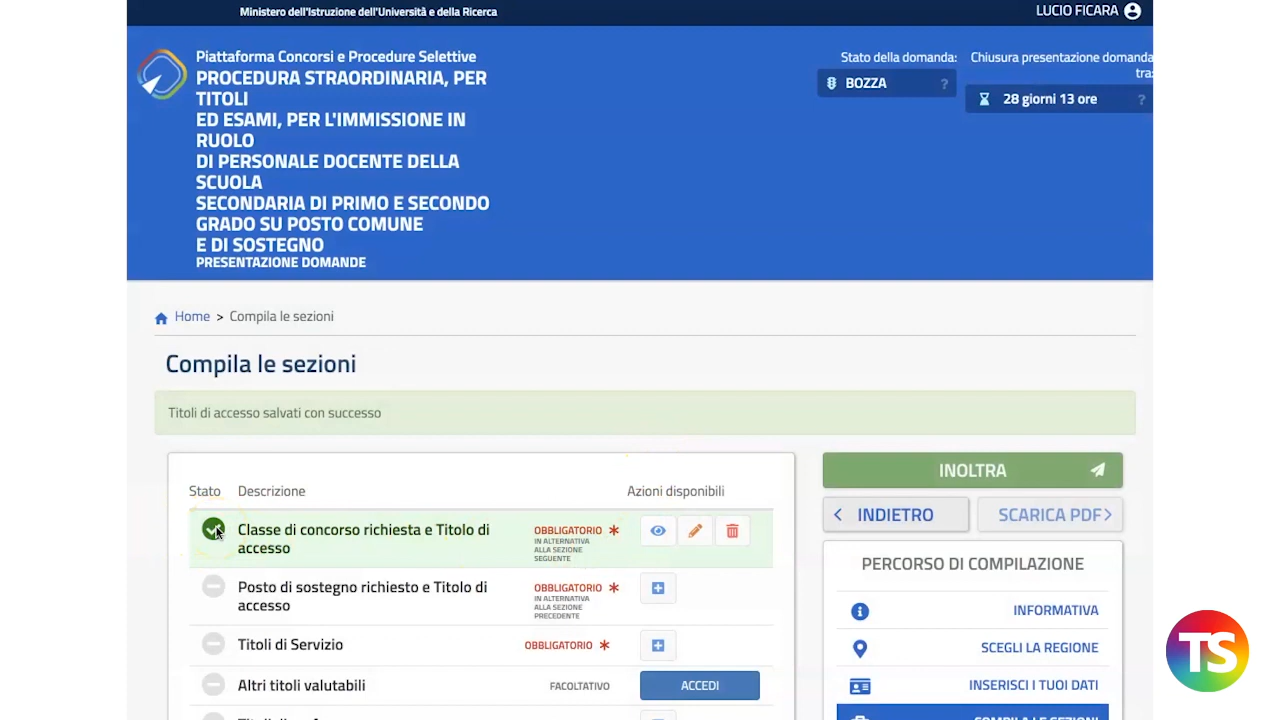 Ministero dell'Istruzione dell'Università e della Ricerca
LUCIO FICARA
Piattaforma Concorsi e Procedure Selettive
PROCEDURA STRAORDINARIA, PER
TITOLI
ED ESAMI, PER L'IMMISSIONE IN
RUOLO
DI PERSONALE DOCENTE DELLA
SCUOLA
SECONDARIA DI PRIMO E SECONDO
GRADO SU POSTO COMUNE
E DI SOSTEGNO
PRESENTAZIONE DOMANDE
Stato della domanda:
BOZZA ?
Chiusura presentazione domanda
tra:
28 giorni 13 ore ?
Home > Compila le sezioni
Compila le sezioni
Titoli di accesso salvati con successo
Stato Descrizione Azioni disponibili
Classe di concorso richiesta e Titolo di
accesso
OBBLIGATORIO *
IN ALTERNATIVA
ALLA SEZIONE
SEGUENTE
Posto di sostegno richiesto e Titolo di
accesso
OBBLIGATORIO *
IN ALTERNATIVA
ALLA SEZIONE
PRECEDENTE
Titoli di Servizio OBBLIGATORIO *
Altri titoli valutabili FACOLTATIVO ACCEDI
INOLTRA
INDIETRO
SCARICA PDF
PERCORSO DI COMPILAZIONE
INFORMATIVA
SCEGLI LA REGIONE
INSERISCI I TUOI DATI
COMPILA LE SEZIONI
TS